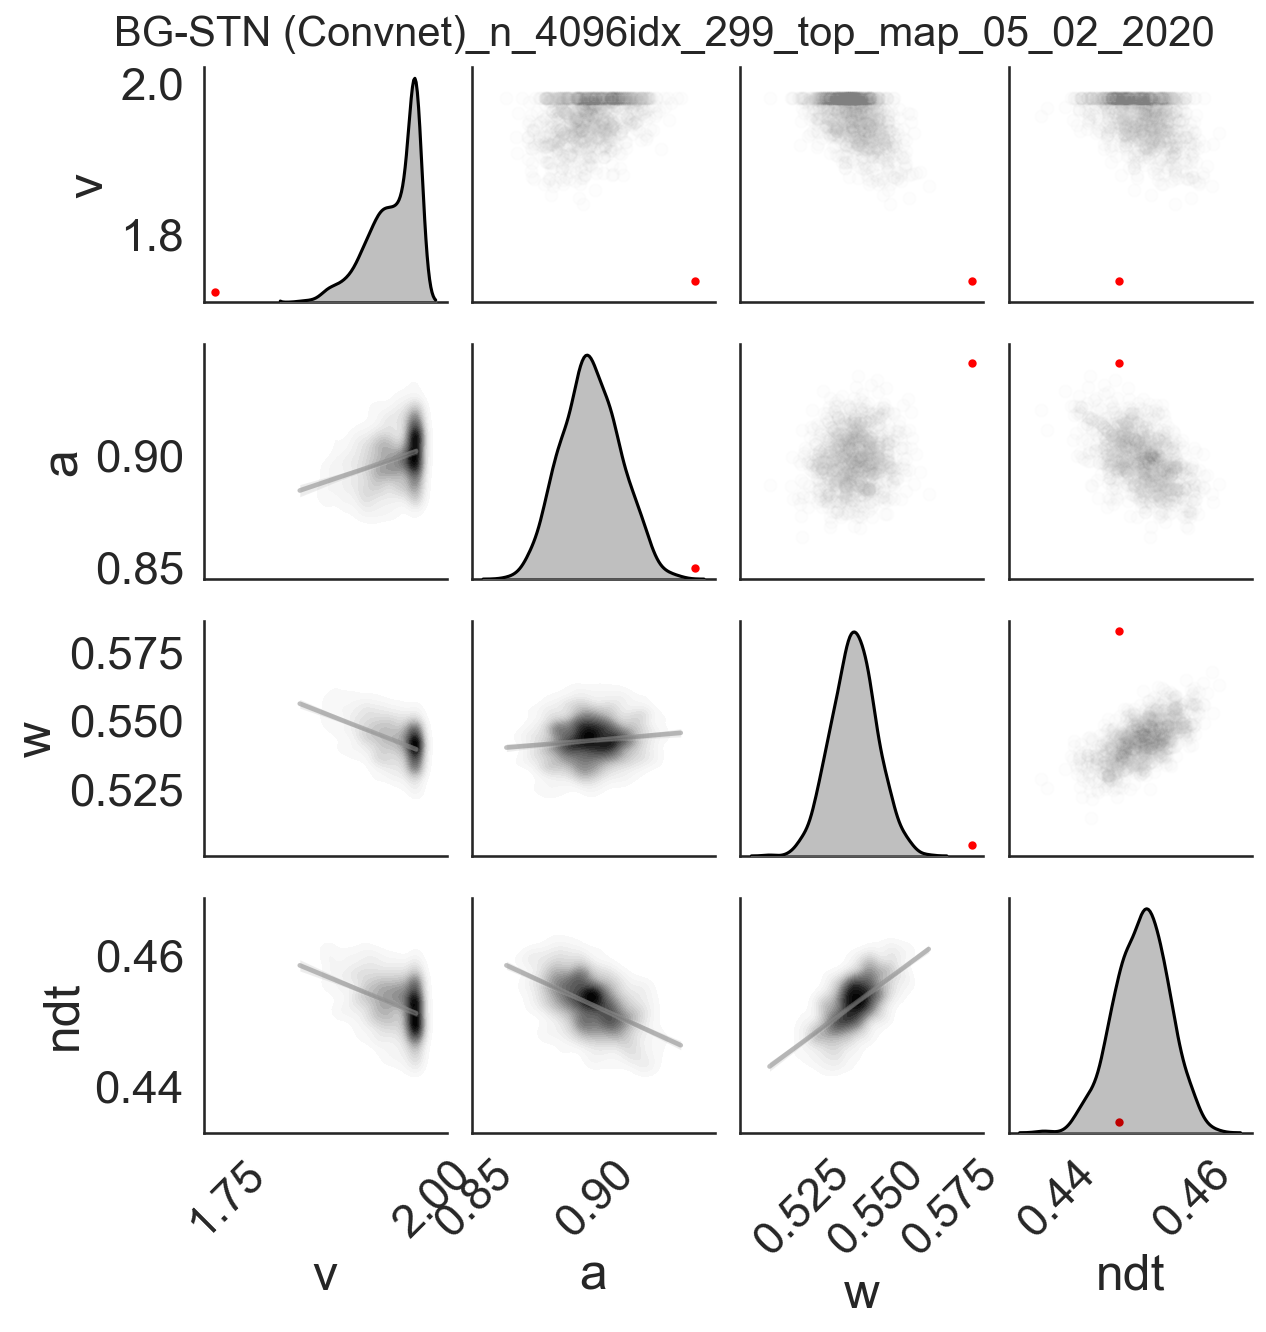 BG-STN (Convnet)_n_4096idx_299_top_map_05_02_2020
2.0
v
1.8
a
0.90
0.85
0.575
w
0.550
0.525
0.46
ndt
0.44
1.75 2.00 0.85 0.90 0.525 0.550 0.575 0.44 0.46
v a w ndt